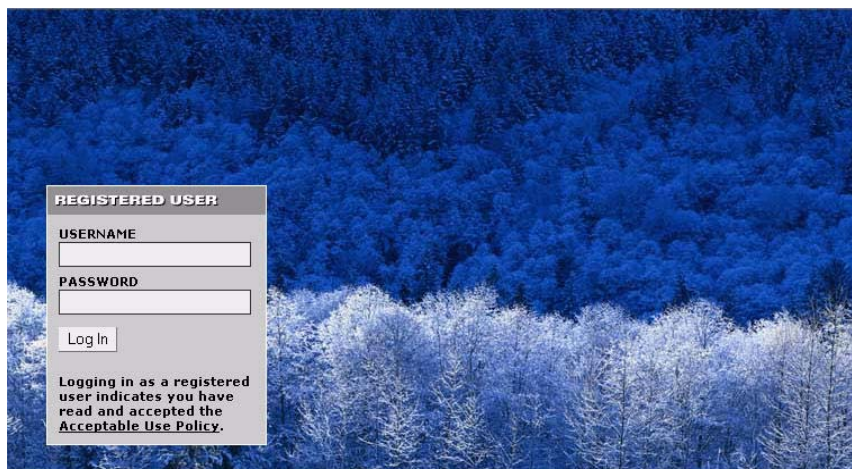 REGISTERED USER
USERNAME
PASSWORD
Log In
Logging in as a registered
user indicates you have
read and accepted the
Acceptable Use Policy.